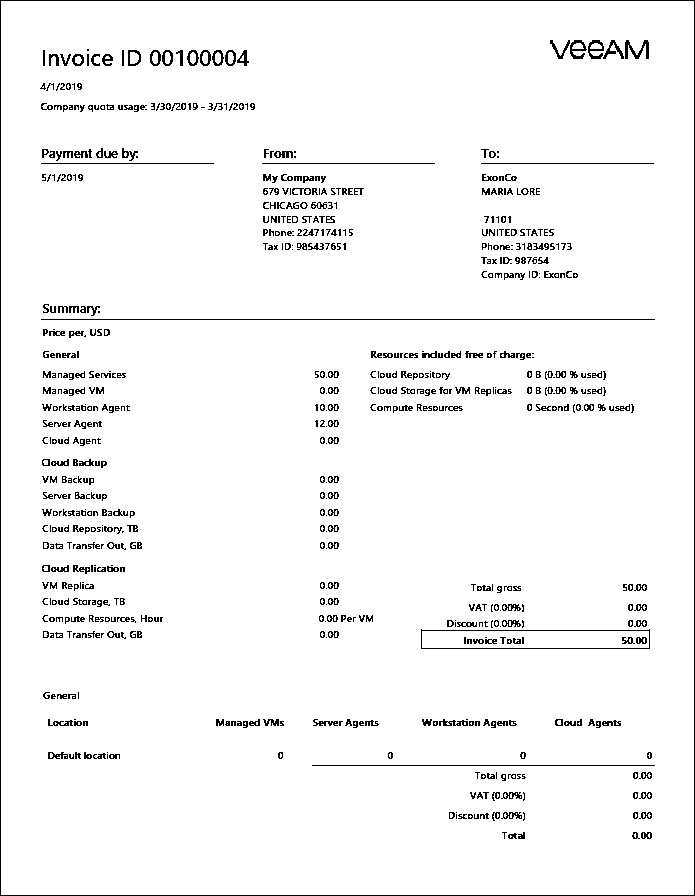 Invoice ID 00100004
VEEAM
4/1/2019
Company quota usage: 3/30/2019 - 3/31/2019
Payment due by:
5/1/2019
From:
My Company
679 VICTORIA STREET
CHICAGO 60631
UNITED STATES
Phone: 2247174115
Tax ID: 985437651
To:
ExonCo
MARIA LORE
71101
UNITED STATES
Phone: 3183495173
Tax ID: 987654
Company ID: ExonCo
Summary:
Price per, USD
General
Managed Services 50.00
Managed VM 0.00
Workstation Agent 10.00
Server Agent 12.00
Cloud Agent 0.00
Resources included free of charge:
Cloud Repository 0 B (0.00 % used)
Cloud Storage for VM Replicas 0 B (0.00 % used)
Compute Resources 0 Second (0.00 % used)
Cloud Backup
VM Backup 0.00
Server Backup 0.00
Workstation Backup 0.00
Cloud Repository, TB 0.00
Data Transfer Out, GB 0.00
Cloud Replication
VM Replica 0.00
Cloud Storage, TB 0.00
Compute Resources, Hour 0.00 Per VM
Data Transfer Out, GB 0.00
Total gross 50.00
VAT (0.00%) 0.00
Discount (0.00%) 0.00
Invoice Total 50.00
General
Location Managed VMs Server Agents Workstation Agents Cloud Agents
Default location 0 0 0 0
Total gross 0.00
VAT (0.00%) 0.00
Discount (0.00%) 0.00
Total 0.00